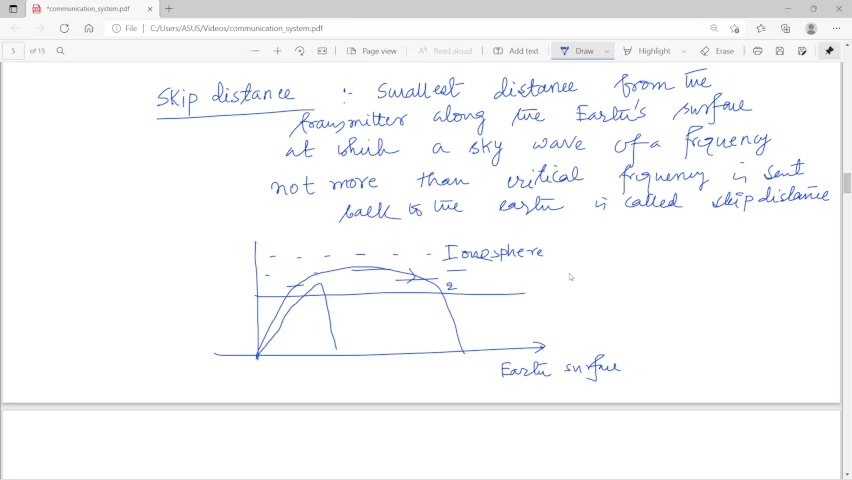 *communication_system.pdf
File
C:/Users/ASUS/Videos/communication_system.pdf
5 of 15
Page view
Read aloud
Add text
Draw
Highlight
Erase
Skip distance :- Smallest distance from the
transmitter along the Earth's surface
at which a sky wave of a frequency
not more than critical frequency is sent
back to the earth is called skip distance
Ionosphere
2
Earth surface